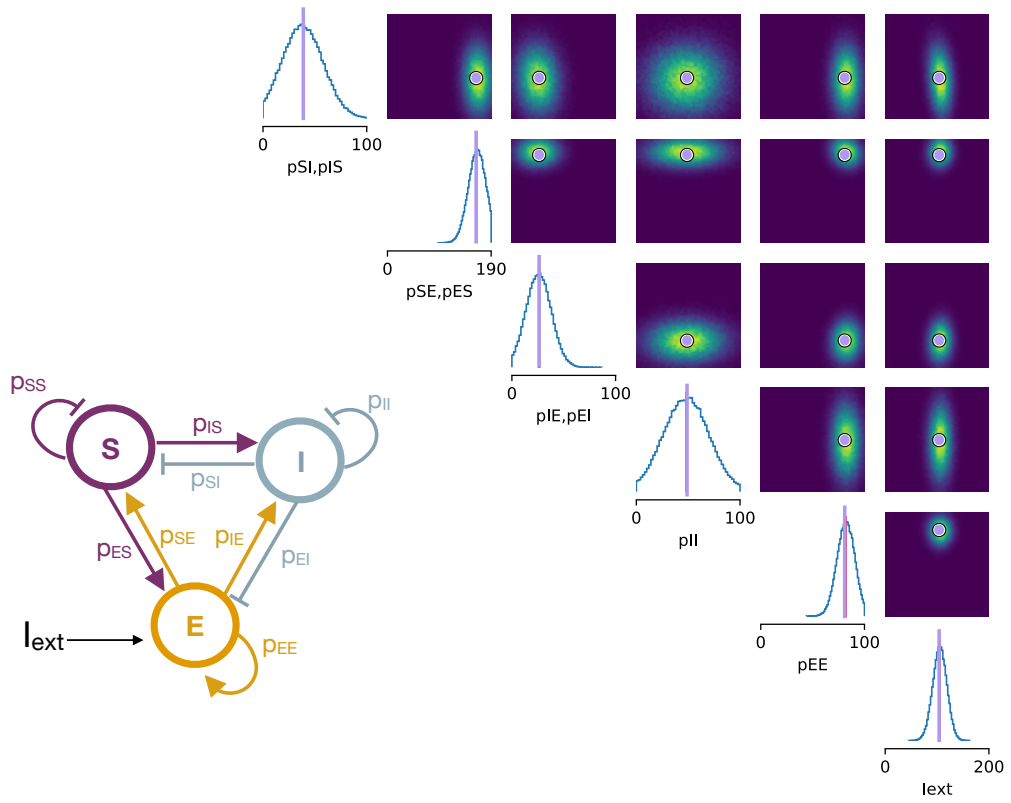 0 100
pSI,pIS
0 190
pSE,pES
0 100
pIE,pEI
0 100
pII
0 100
pEE
0 200
Iext
pSS
S
pIS
pSI
I
pII
pES
pSE
pIE
pEI
E
Iext
pEE